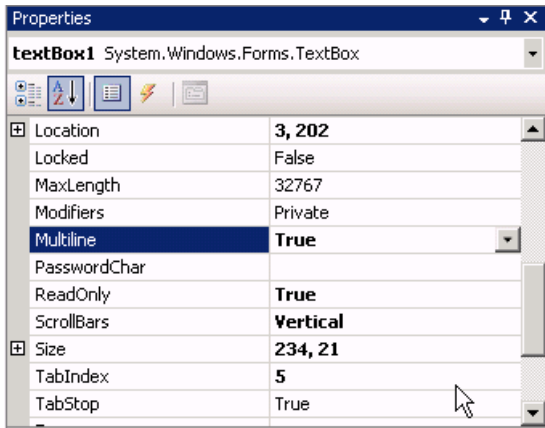 Properties
textBox1 System.Windows.Forms.TextBox
Location 3, 202
Locked False
MaxLength 32767
Modifiers Private
Multiline True
PasswordChar
ReadOnly True
ScrollBars Vertical
Size 234, 21
TabIndex 5
TabStop True